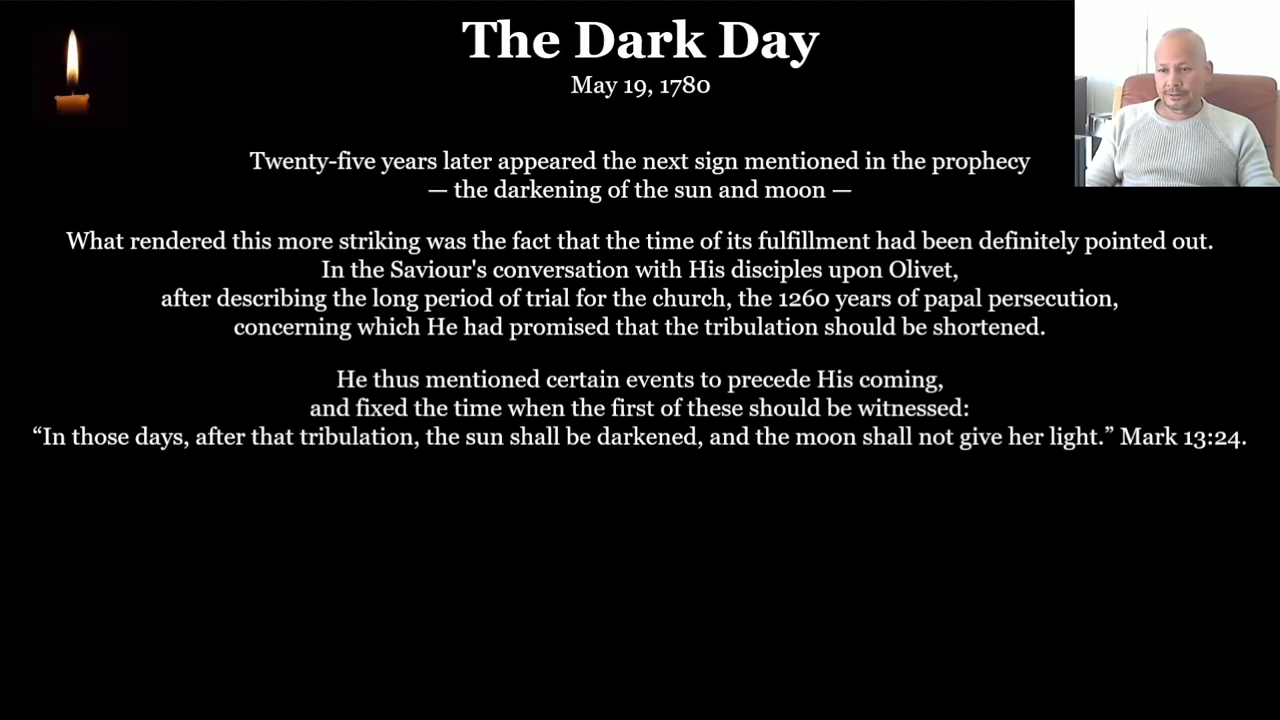 The Dark Day
May 19, 1780
Twenty-five years later appeared the next sign mentioned in the prophecy
— the darkening of the sun and moon —
What rendered this more striking was the fact that the time of its fulfillment had been definitely pointed out.
In the Saviour's conversation with His disciples upon Olivet,
after describing the long period of trial for the church, the 1260 years of papal persecution,
concerning which He had promised that the tribulation should be shortened.
He thus mentioned certain events to precede His coming,
and fixed the time when the first of these should be witnessed:
“In those days, after that tribulation, the sun shall be darkened, and the moon shall not give her light.” Mark 13:24.